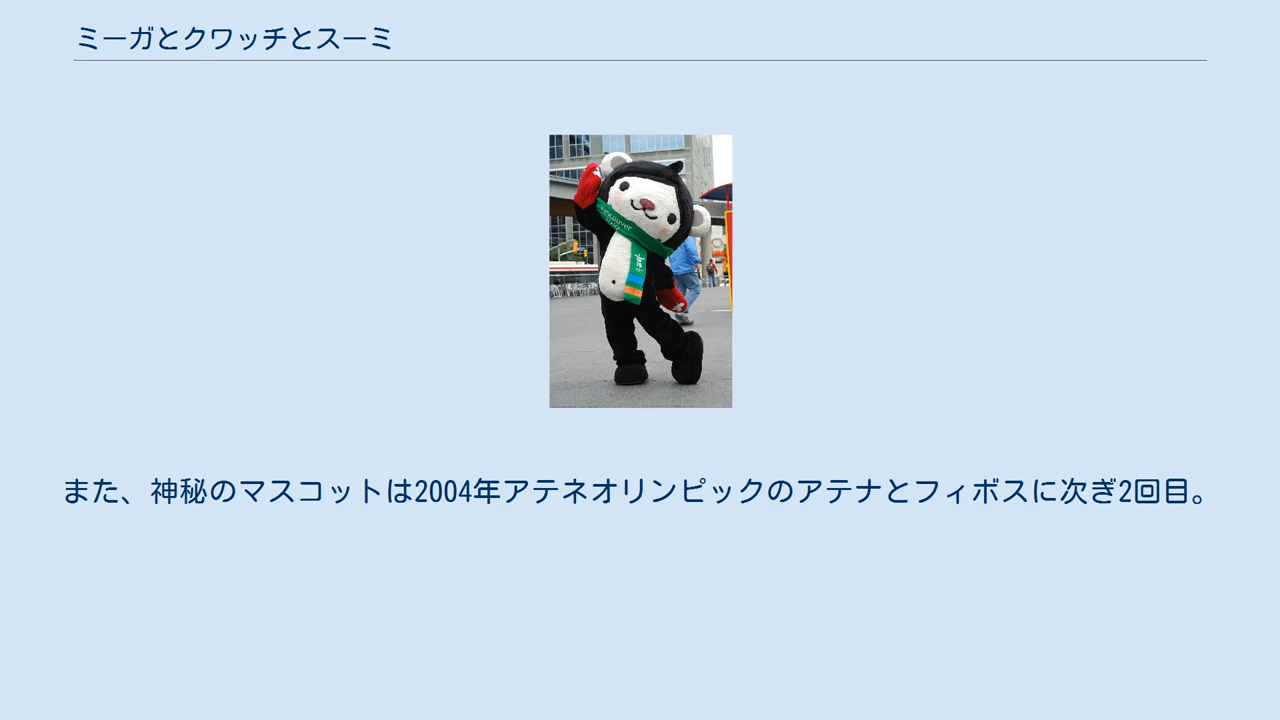 ミーガとクワッチとスーミ
vancouver
2010
また、神秘のマスコットは2004年アテネオリンピックのアテナとフィボスに次ぎ2回目。